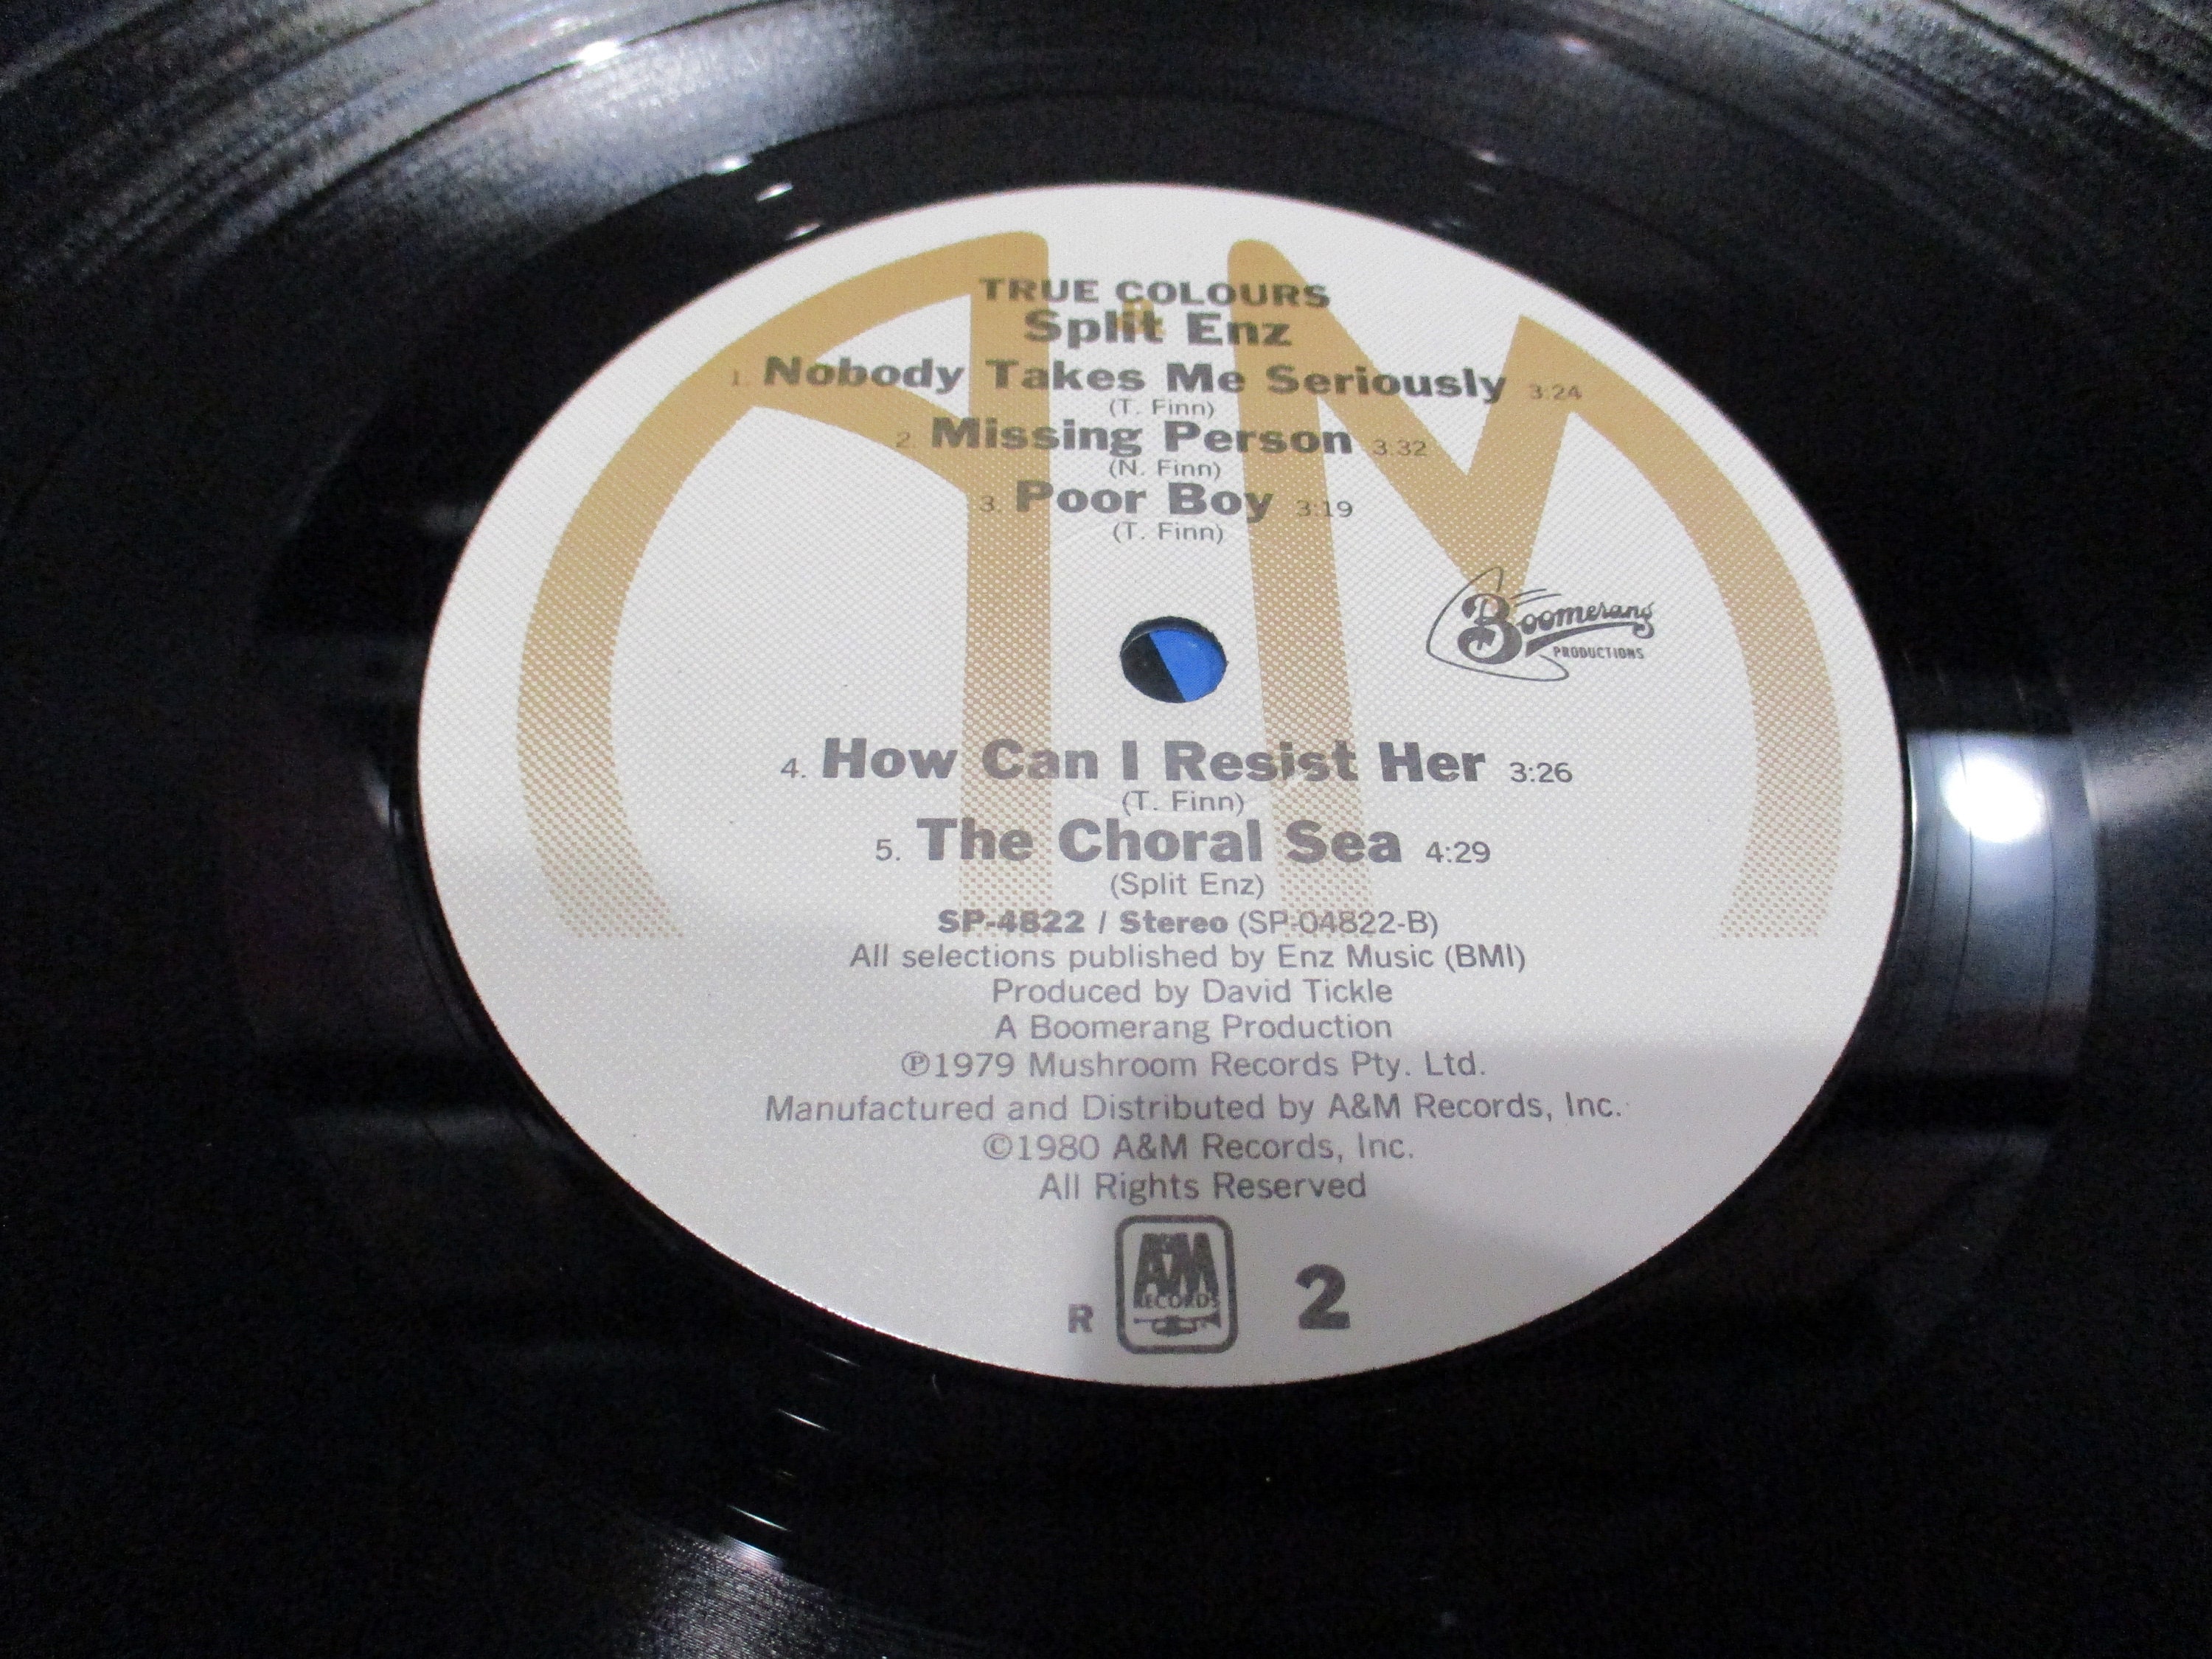 TRUE COLOURS
Split Enz
1. Nobody Takes Me Seriously 3:24
(T. Finn)
2. Missing Person 3:32
(N. Finn)
3. Poor Boy 3:19
(T. Finn)
Boomerang
PRODUCTIONS
4. How Can I Resist Her 3:26
(T. Finn)
5. The Choral Sea 4:29
(Split Enz)
SP-4822 / Stereo (SP-04822-B)
All selections published by Enz Music (BMI)
Produced by David Tickle
A Boomerang Production
℗1979 Mushroom Records Pty. Ltd.
Manufactured and Distributed by A&M Records, Inc.
©1980 A&M Records, Inc.
All Rights Reserved
A&M
RECORDS
R 2